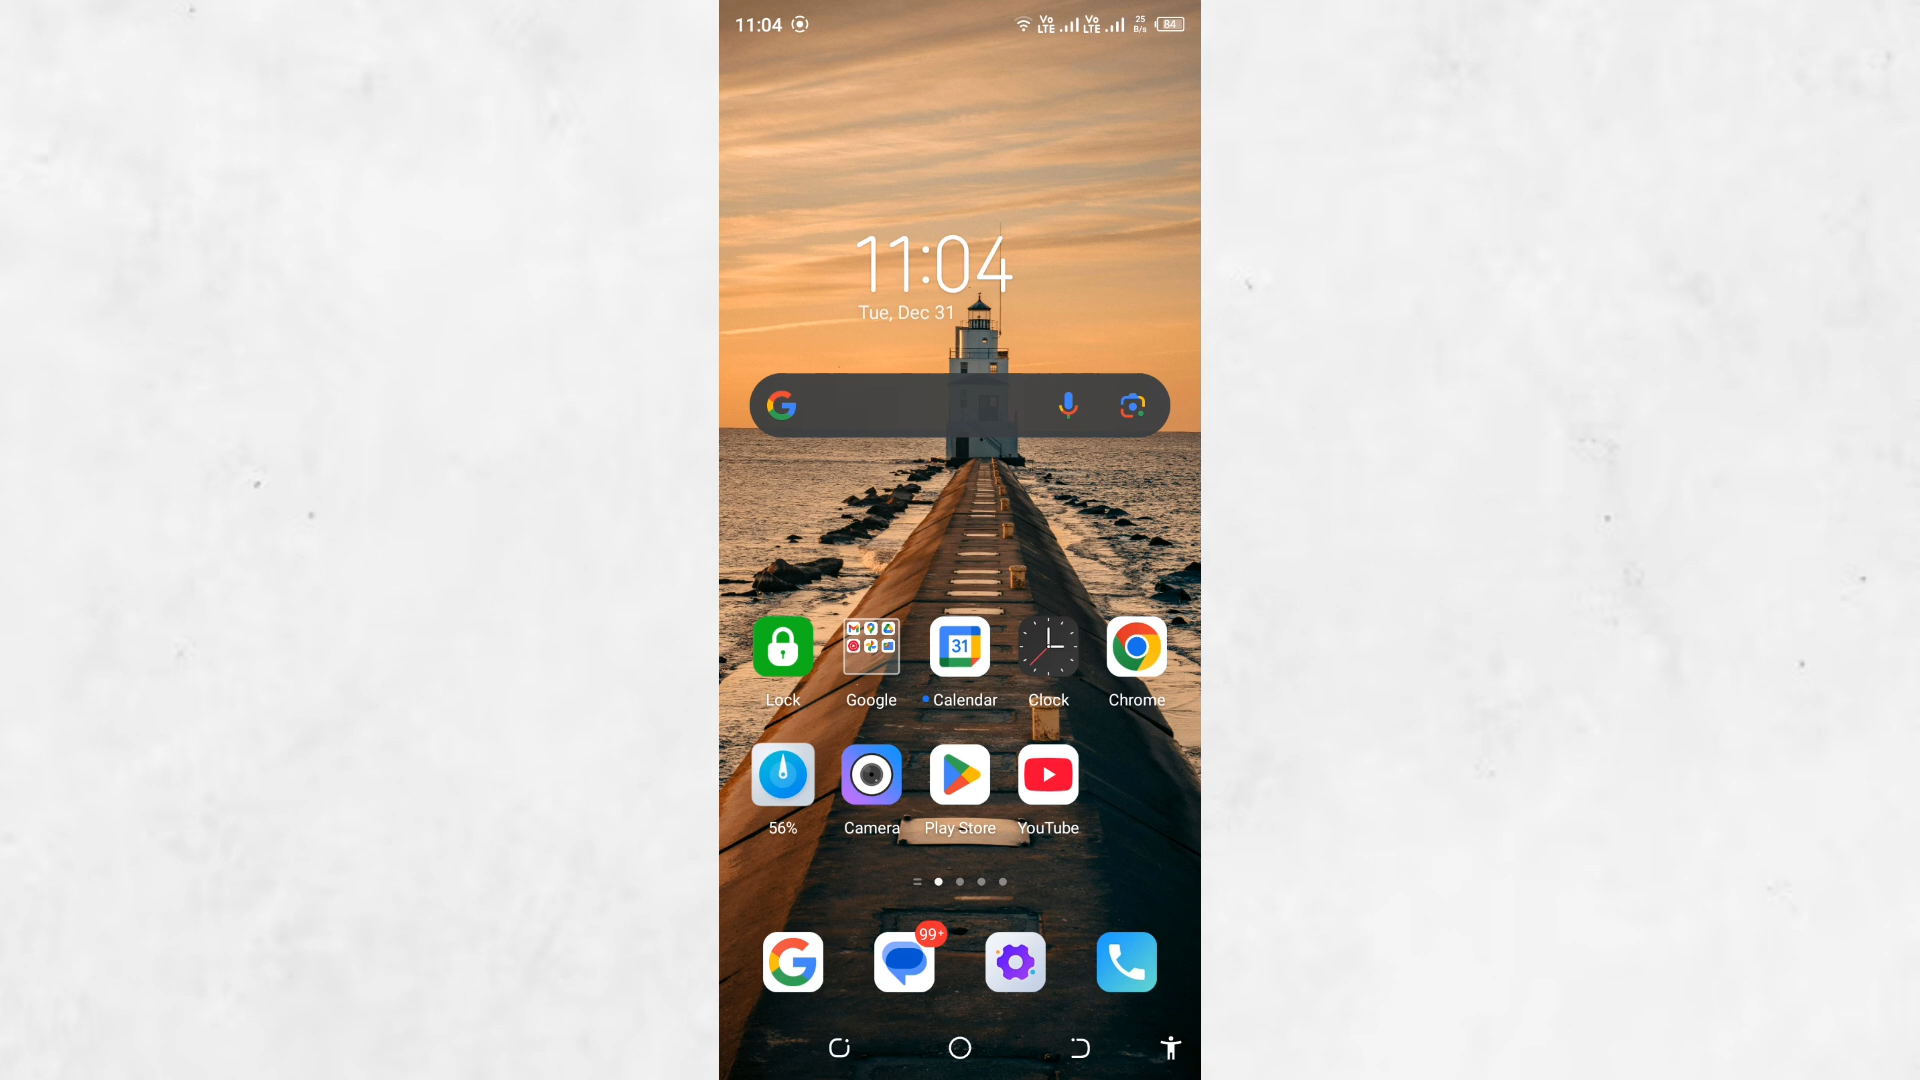 11:04 Vo LTE Vo LTE 25 B/s 84
11:04
Tue, Dec 31
31
Lock Google Calendar Clock Chrome
56% Camera Play Store YouTube
99+